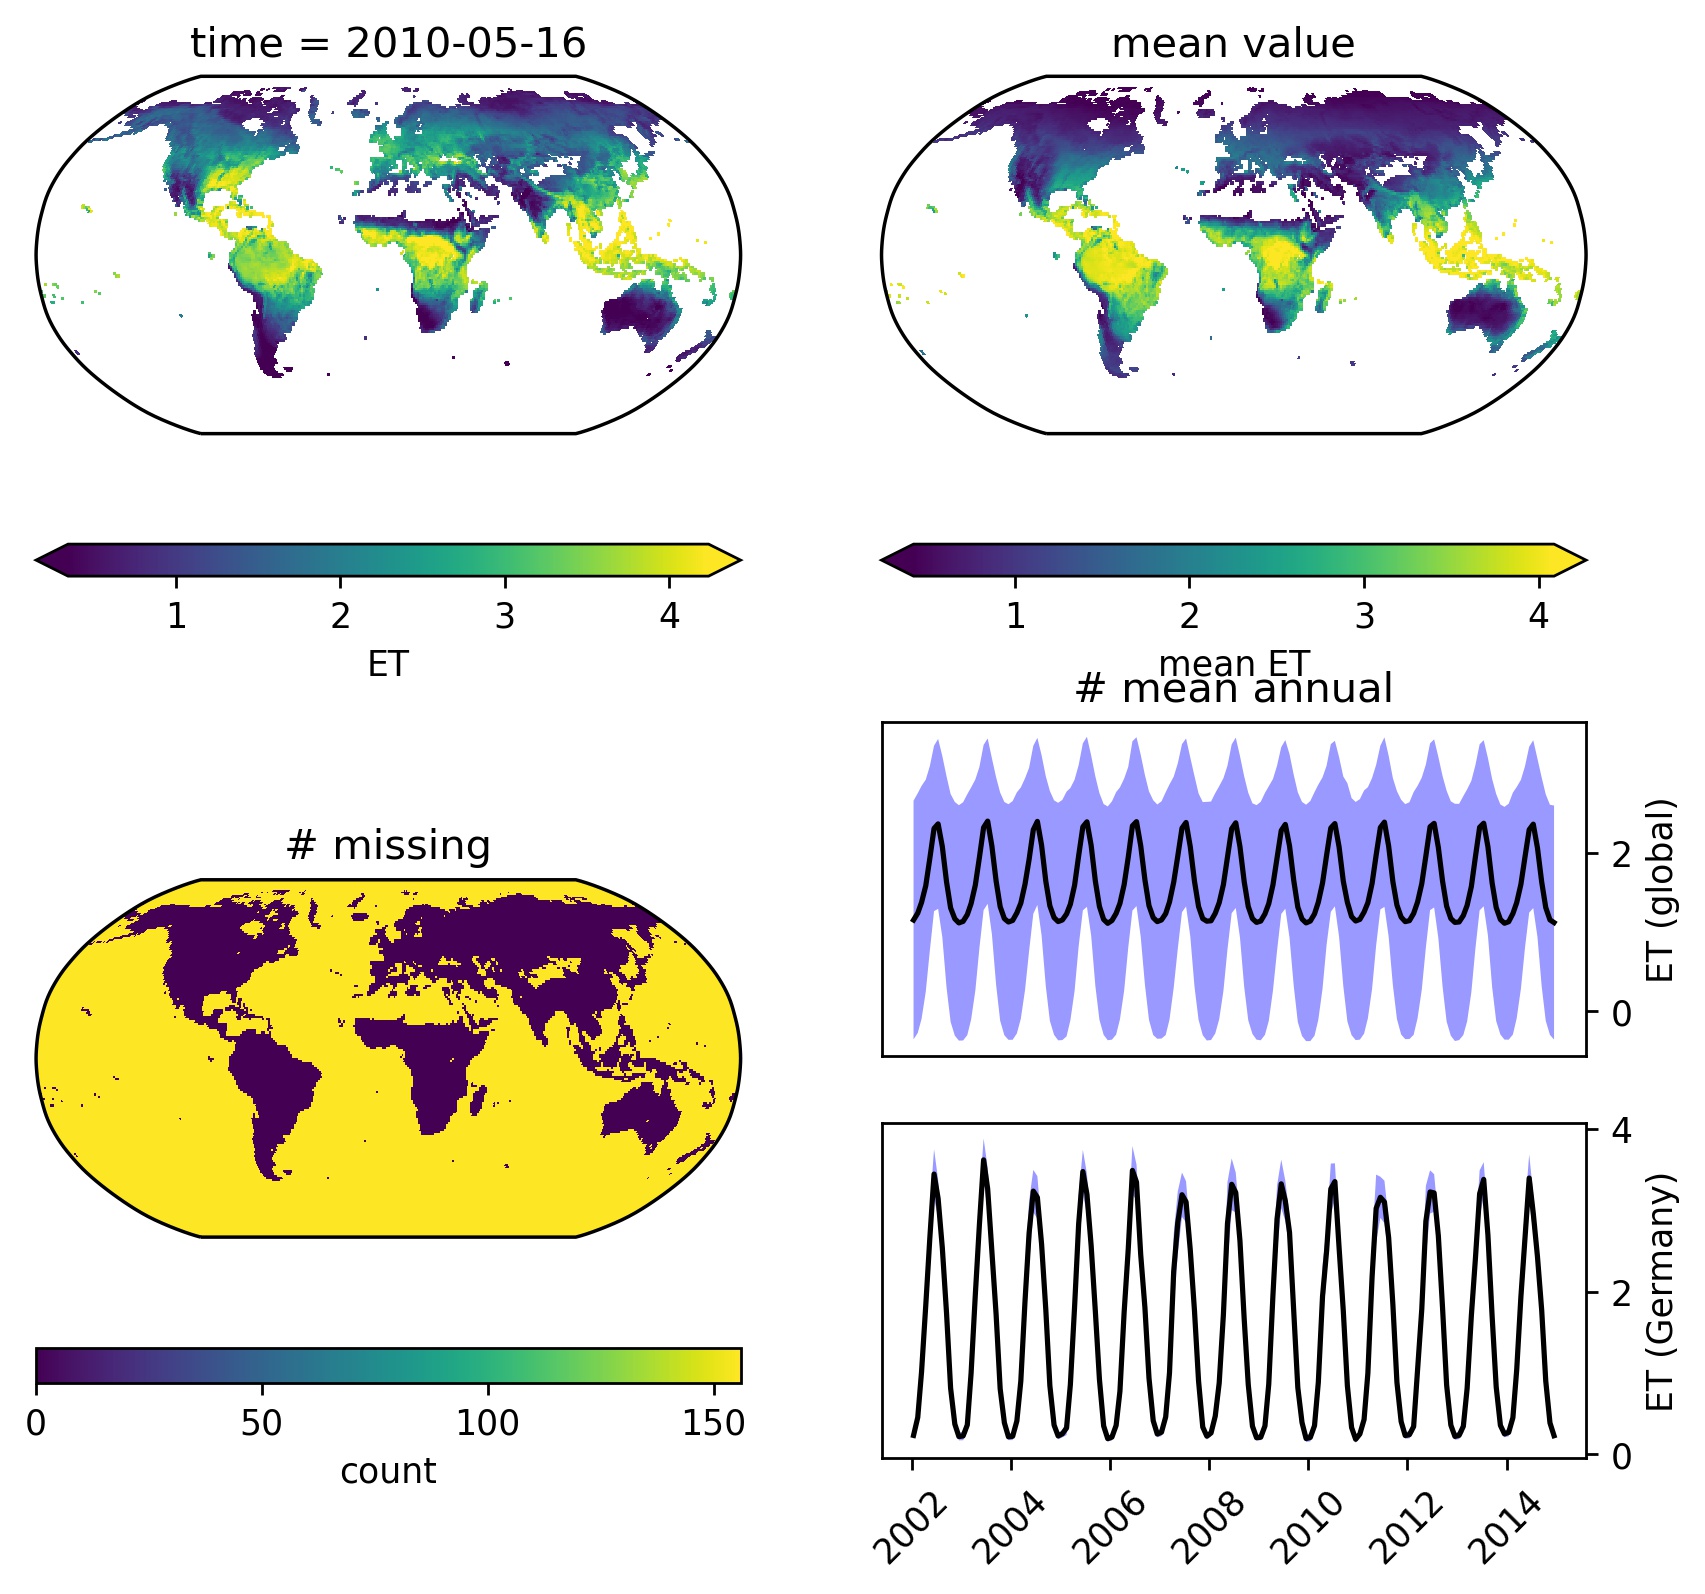 time = 2010-05-16
1 2 3 4
ET
mean value
1 2 3 4
mean ET
# missing
0 50 100 150
count
# mean annual
2
0
ET (global)
4
2
0
ET (Germany)
2002 2004 2006 2008 2010 2012 2014